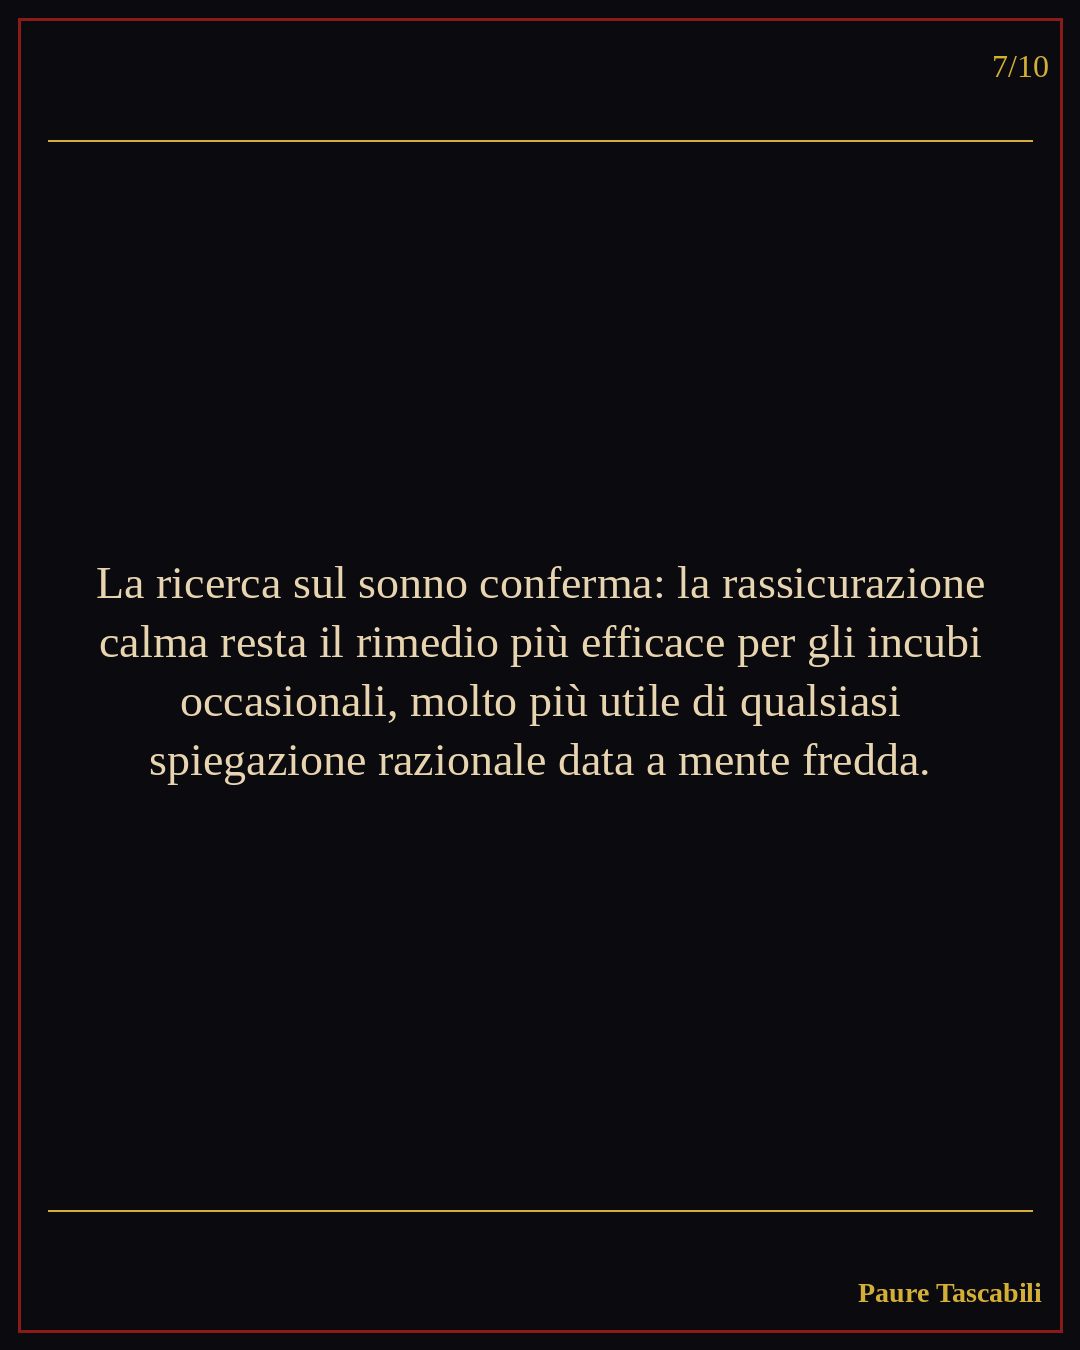 7/10
La ricerca sul sonno conferma: la rassicurazione
calma resta il rimedio più efficace per gli incubi
occasionali, molto più utile di qualsiasi
spiegazione razionale data a mente fredda.
Paure Tascabili